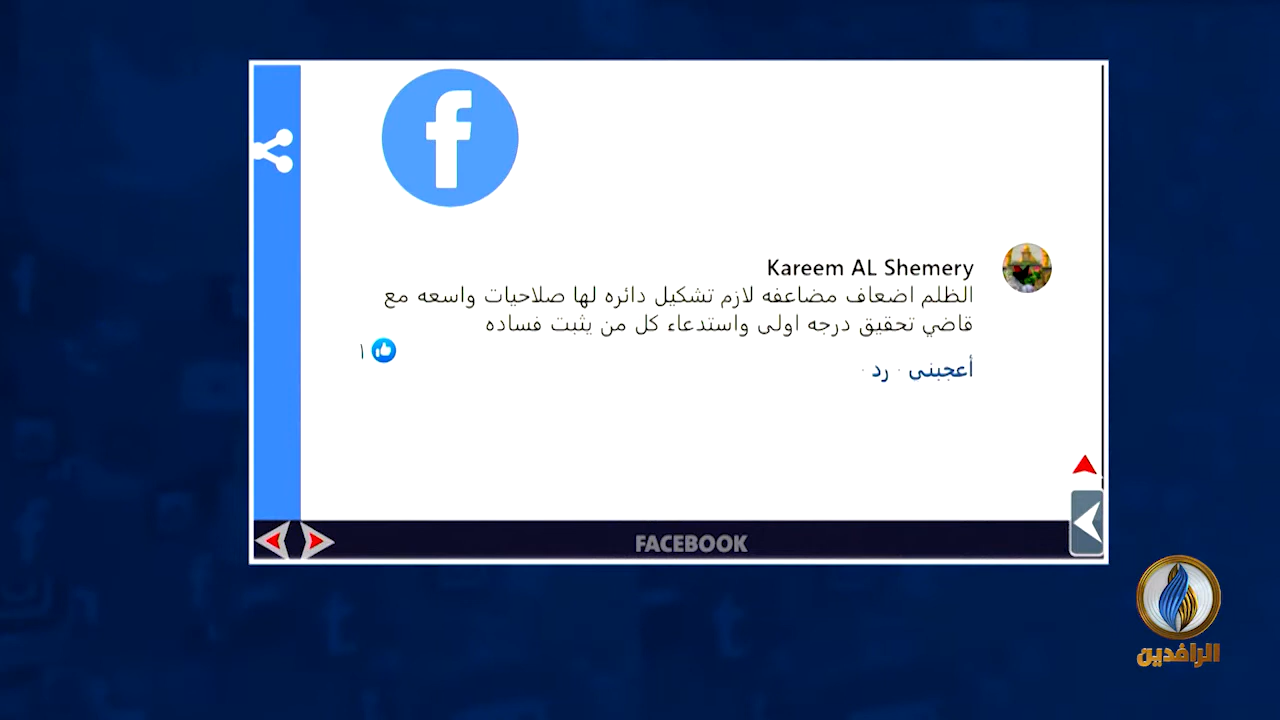 Kareem AL Shemery
الظلم اضعاف مضاعفه لازم تشكيل دائره لها صلاحيات واسعه مع
قاضي تحقيق درجه اولى واستدعاء كل من يثبت فساده
١
أعجبنى · رد ·
FACEBOOK
الرافدين